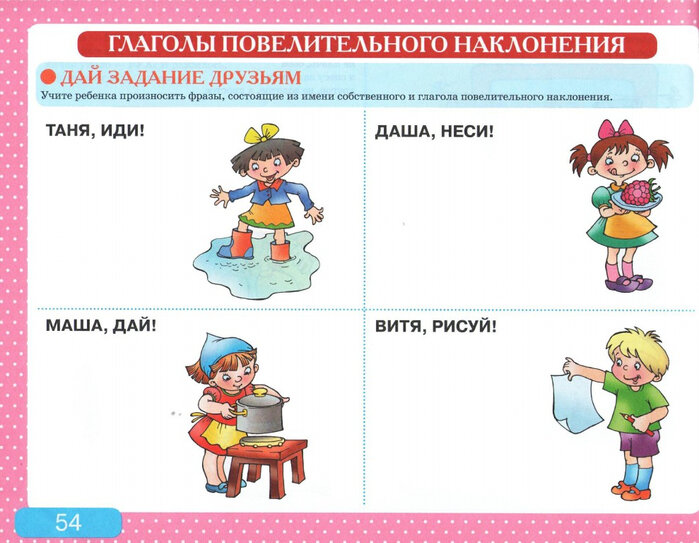 ГЛАГОЛЫ ПОВЕЛИТЕЛЬНОГО НАКЛОНЕНИЯ
ДАЙ ЗАДАНИЕ ДРУЗЬЯМ
Учите ребенка произносить фразы, состоящие из имени собственного и глагола повелительного наклонения.
ТАНЯ, ИДИ!
ДАША, НЕСИ!
МАША, ДАЙ!
ВИТЯ, РИСУЙ!
54